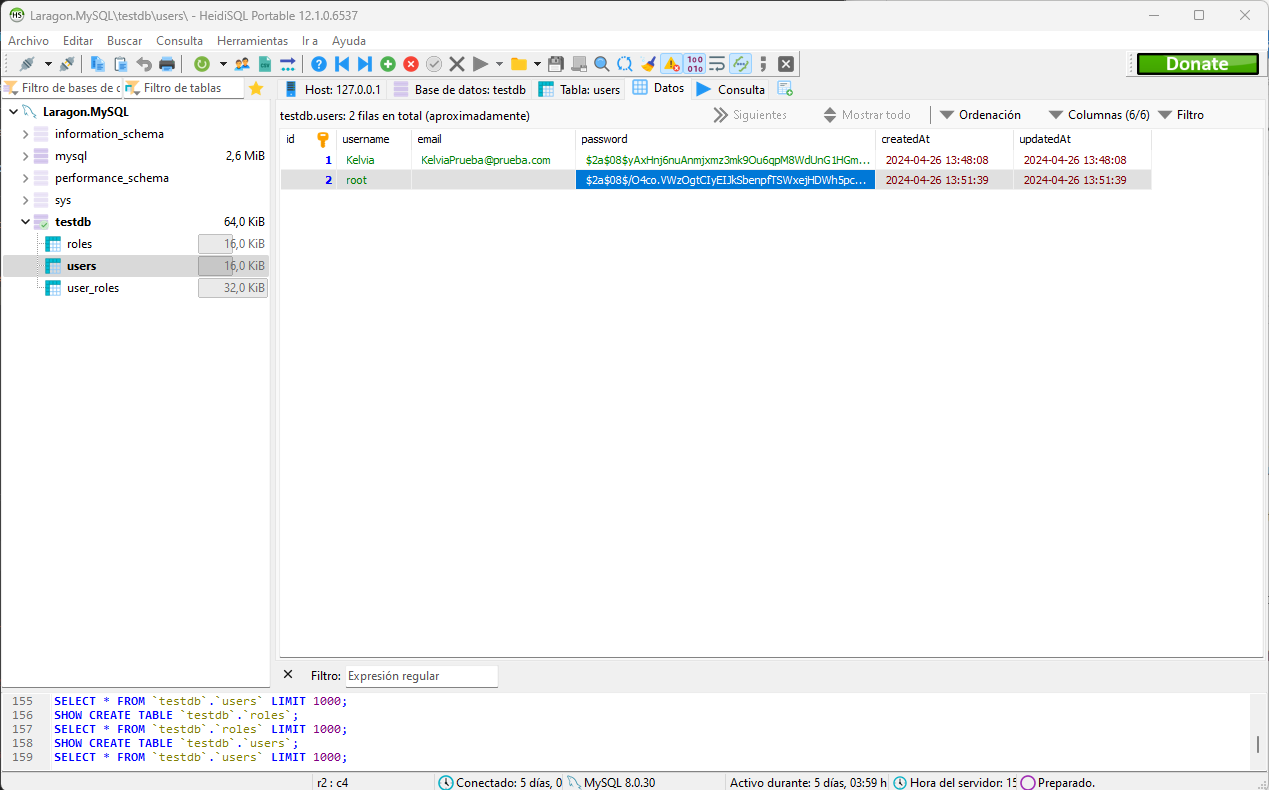 Laragon.MySQL\testdb\users\ - HeidiSQL Portable 12.1.0.6537
Archivo Editar Buscar Consulta Herramientas Ir a Ayuda
Donate
Filtro de bases de c Filtro de tablas
Host: 127.0.0.1 Base de datos: testdb Tabla: users Datos Consulta
Laragon.MySQL
information_schema
mysql 2,6 MiB
performance_schema
sys
testdb 64,0 KiB
roles 16,0 KiB
users 16,0 KiB
user_roles 32,0 KiB
testdb.users: 2 filas en total (aproximadamente) Siguientes Mostrar todo Ordenación Columnas (6/6) Filtro
id username email password createdAt updatedAt
1 Kelvia KelviaPrueba@prueba.com $2a$08$yAxHnj6nuAnmjxmz3mk9Ou6qpM8WdUnG1HGm... 2024-04-26 13:48:08 2024-04-26 13:48:08
2 root $2a$08$/O4co.VWzOgtCIyEIJkSbenpfTSWxejHDWh5pc... 2024-04-26 13:51:39 2024-04-26 13:51:39
Filtro: Expresión regular
155 SELECT * FROM `testdb`.`users` LIMIT 1000;
156 SHOW CREATE TABLE `testdb`.`roles`;
157 SELECT * FROM `testdb`.`roles` LIMIT 1000;
158 SHOW CREATE TABLE `testdb`.`users`;
159 SELECT * FROM `testdb`.`users` LIMIT 1000;
r2 : c4 Conectado: 5 días, 0 MySQL 8.0.30 Activo durante: 5 días, 03:59 h Hora del servidor: 15 Preparado.